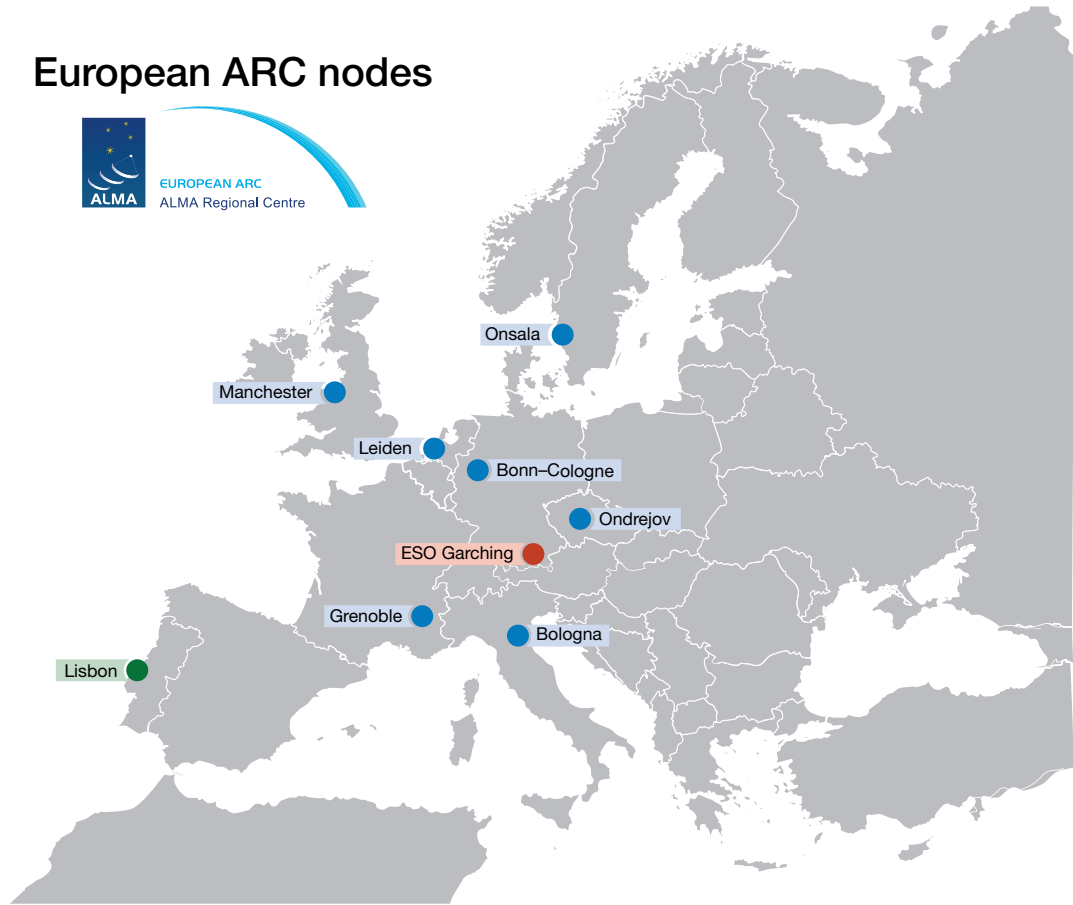 European ARC nodes
ALMA
EUROPEAN ARC
ALMA Regional Centre
Onsala
Manchester
Leiden
Bonn–Cologne
Ondrejov
ESO Garching
Grenoble
Bologna
Lisbon